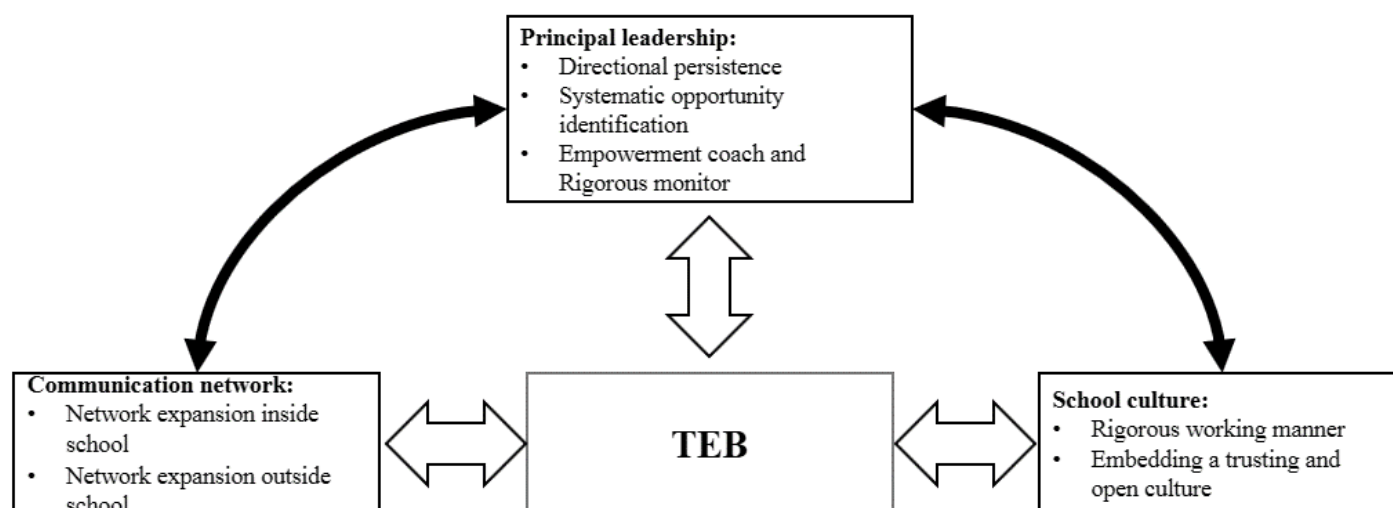 Principal leadership:
• Directional persistence
• Systematic opportunity
identification
• Empowerment coach and
Rigorous monitor
Communication network:
• Network expansion inside
school
• Network expansion outside
school
TEB
School culture:
• Rigorous working manner
• Embedding a trusting and
open culture